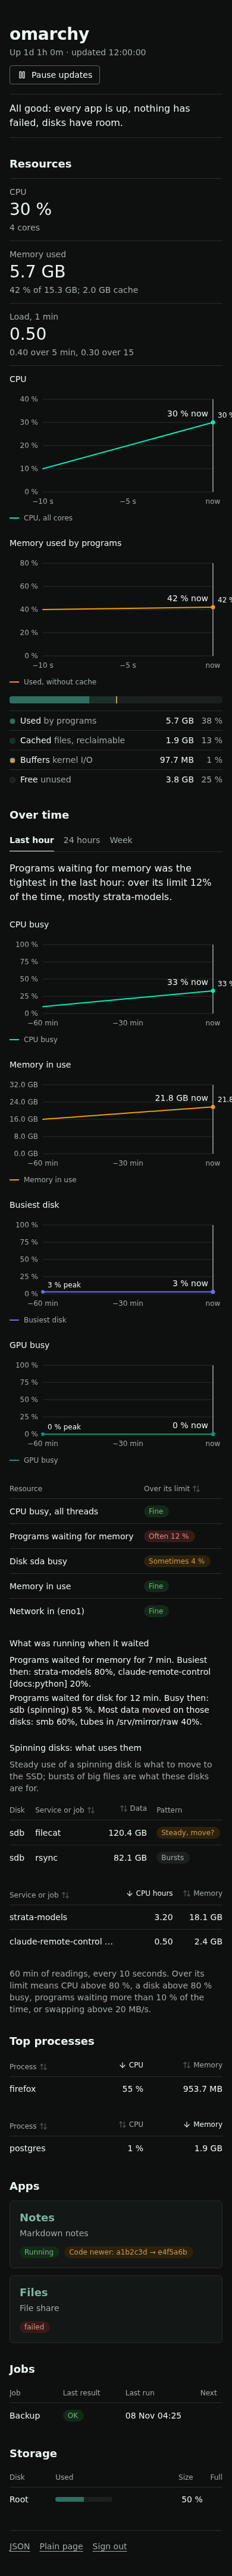 omarchy
Up 1d 1h 0m · updated 12:00:00
Pause updates
All good: every app is up, nothing has
failed, disks have room.
Resources
CPU
30 %
4 cores
Memory used
5.7 GB
42 % of 15.3 GB; 2.0 GB cache
Load, 1 min
0.50
0.40 over 5 min, 0.30 over 15
CPU
40 %
30 %
20 %
10 %
0 %
30 % now
30 %
−10 s
−5 s
now
CPU, all cores
Memory used by programs
80 %
60 %
40 %
20 %
0 %
42 % now
42 %
−10 s
−5 s
now
Used, without cache
Used by programs 5.7 GB 38 %
Cached files, reclaimable 1.9 GB 13 %
Buffers kernel I/O 97.7 MB 1 %
Free unused 3.8 GB 25 %
Over time
Last hour 24 hours Week
Programs waiting for memory was the
tightest in the last hour: over its limit 12%
of the time, mostly strata-models.
CPU busy
100 %
75 %
50 %
25 %
0 %
33 % now
33 %
−60 min
−30 min
now
CPU busy
Memory in use
32.0 GB
24.0 GB
16.0 GB
8.0 GB
0.0 GB
21.8 GB now
21.8
−60 min
−30 min
now
Memory in use
Busiest disk
100 %
75 %
50 %
25 %
0 %
3 % peak
3 % now
−60 min
−30 min
now
Busiest disk
GPU busy
100 %
75 %
50 %
25 %
0 %
0 % peak
0 % now
−60 min
−30 min
now
GPU busy
Resource Over its limit ↑↓
CPU busy, all threads Fine
Programs waiting for memory Often 12 %
Disk sda busy Sometimes 4 %
Memory in use Fine
Network in (eno1) Fine
What was running when it waited
Programs waited for memory for 7 min. Busiest
then: strata-models 80%, claude-remote-control
[docs:python] 20%.
Programs waited for disk for 12 min. Busy then:
sdb (spinning) 85 %. Most data moved on those
disks: smb 60%, tubes in /srv/mirror/raw 40%.
Spinning disks: what uses them
Steady use of a spinning disk is what to move to
the SSD; bursts of big files are what these disks
are for.
Disk Service or job ↑↓ ↑↓ Data Pattern
sdb filecat 120.4 GB Steady, move?
sdb rsync 82.1 GB Bursts
Service or job ↑↓ ↓ CPU hours ↑↓ Memory
strata-models 3.20 18.1 GB
claude-remote-control … 0.50 2.4 GB
60 min of readings, every 10 seconds. Over its
limit means CPU above 80 %, a disk above 80 %
busy, programs waiting more than 10 % of the
time, or swapping above 20 MB/s.
Top processes
Process ↑↓ ↓ CPU ↑↓ Memory
firefox 55 % 953.7 MB
Process ↑↓ ↑↓ CPU ↓ Memory
postgres 1 % 1.9 GB
Apps
Notes
Markdown notes
Running Code newer: a1b2c3d → e4f5a6b
Files
File share
failed
Jobs
Job Last result Last run Next
Backup OK 08 Nov 04:25
Storage
Disk Used Size Full
Root 50 %
JSON Plain page Sign out